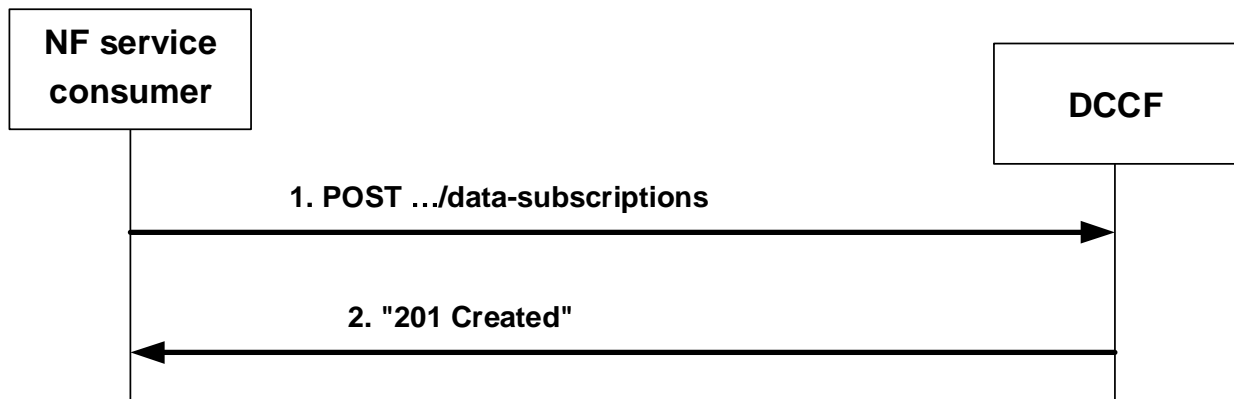 NF service
consumer
DCCF
1. POST …/data-subscriptions
2. "201 Created"